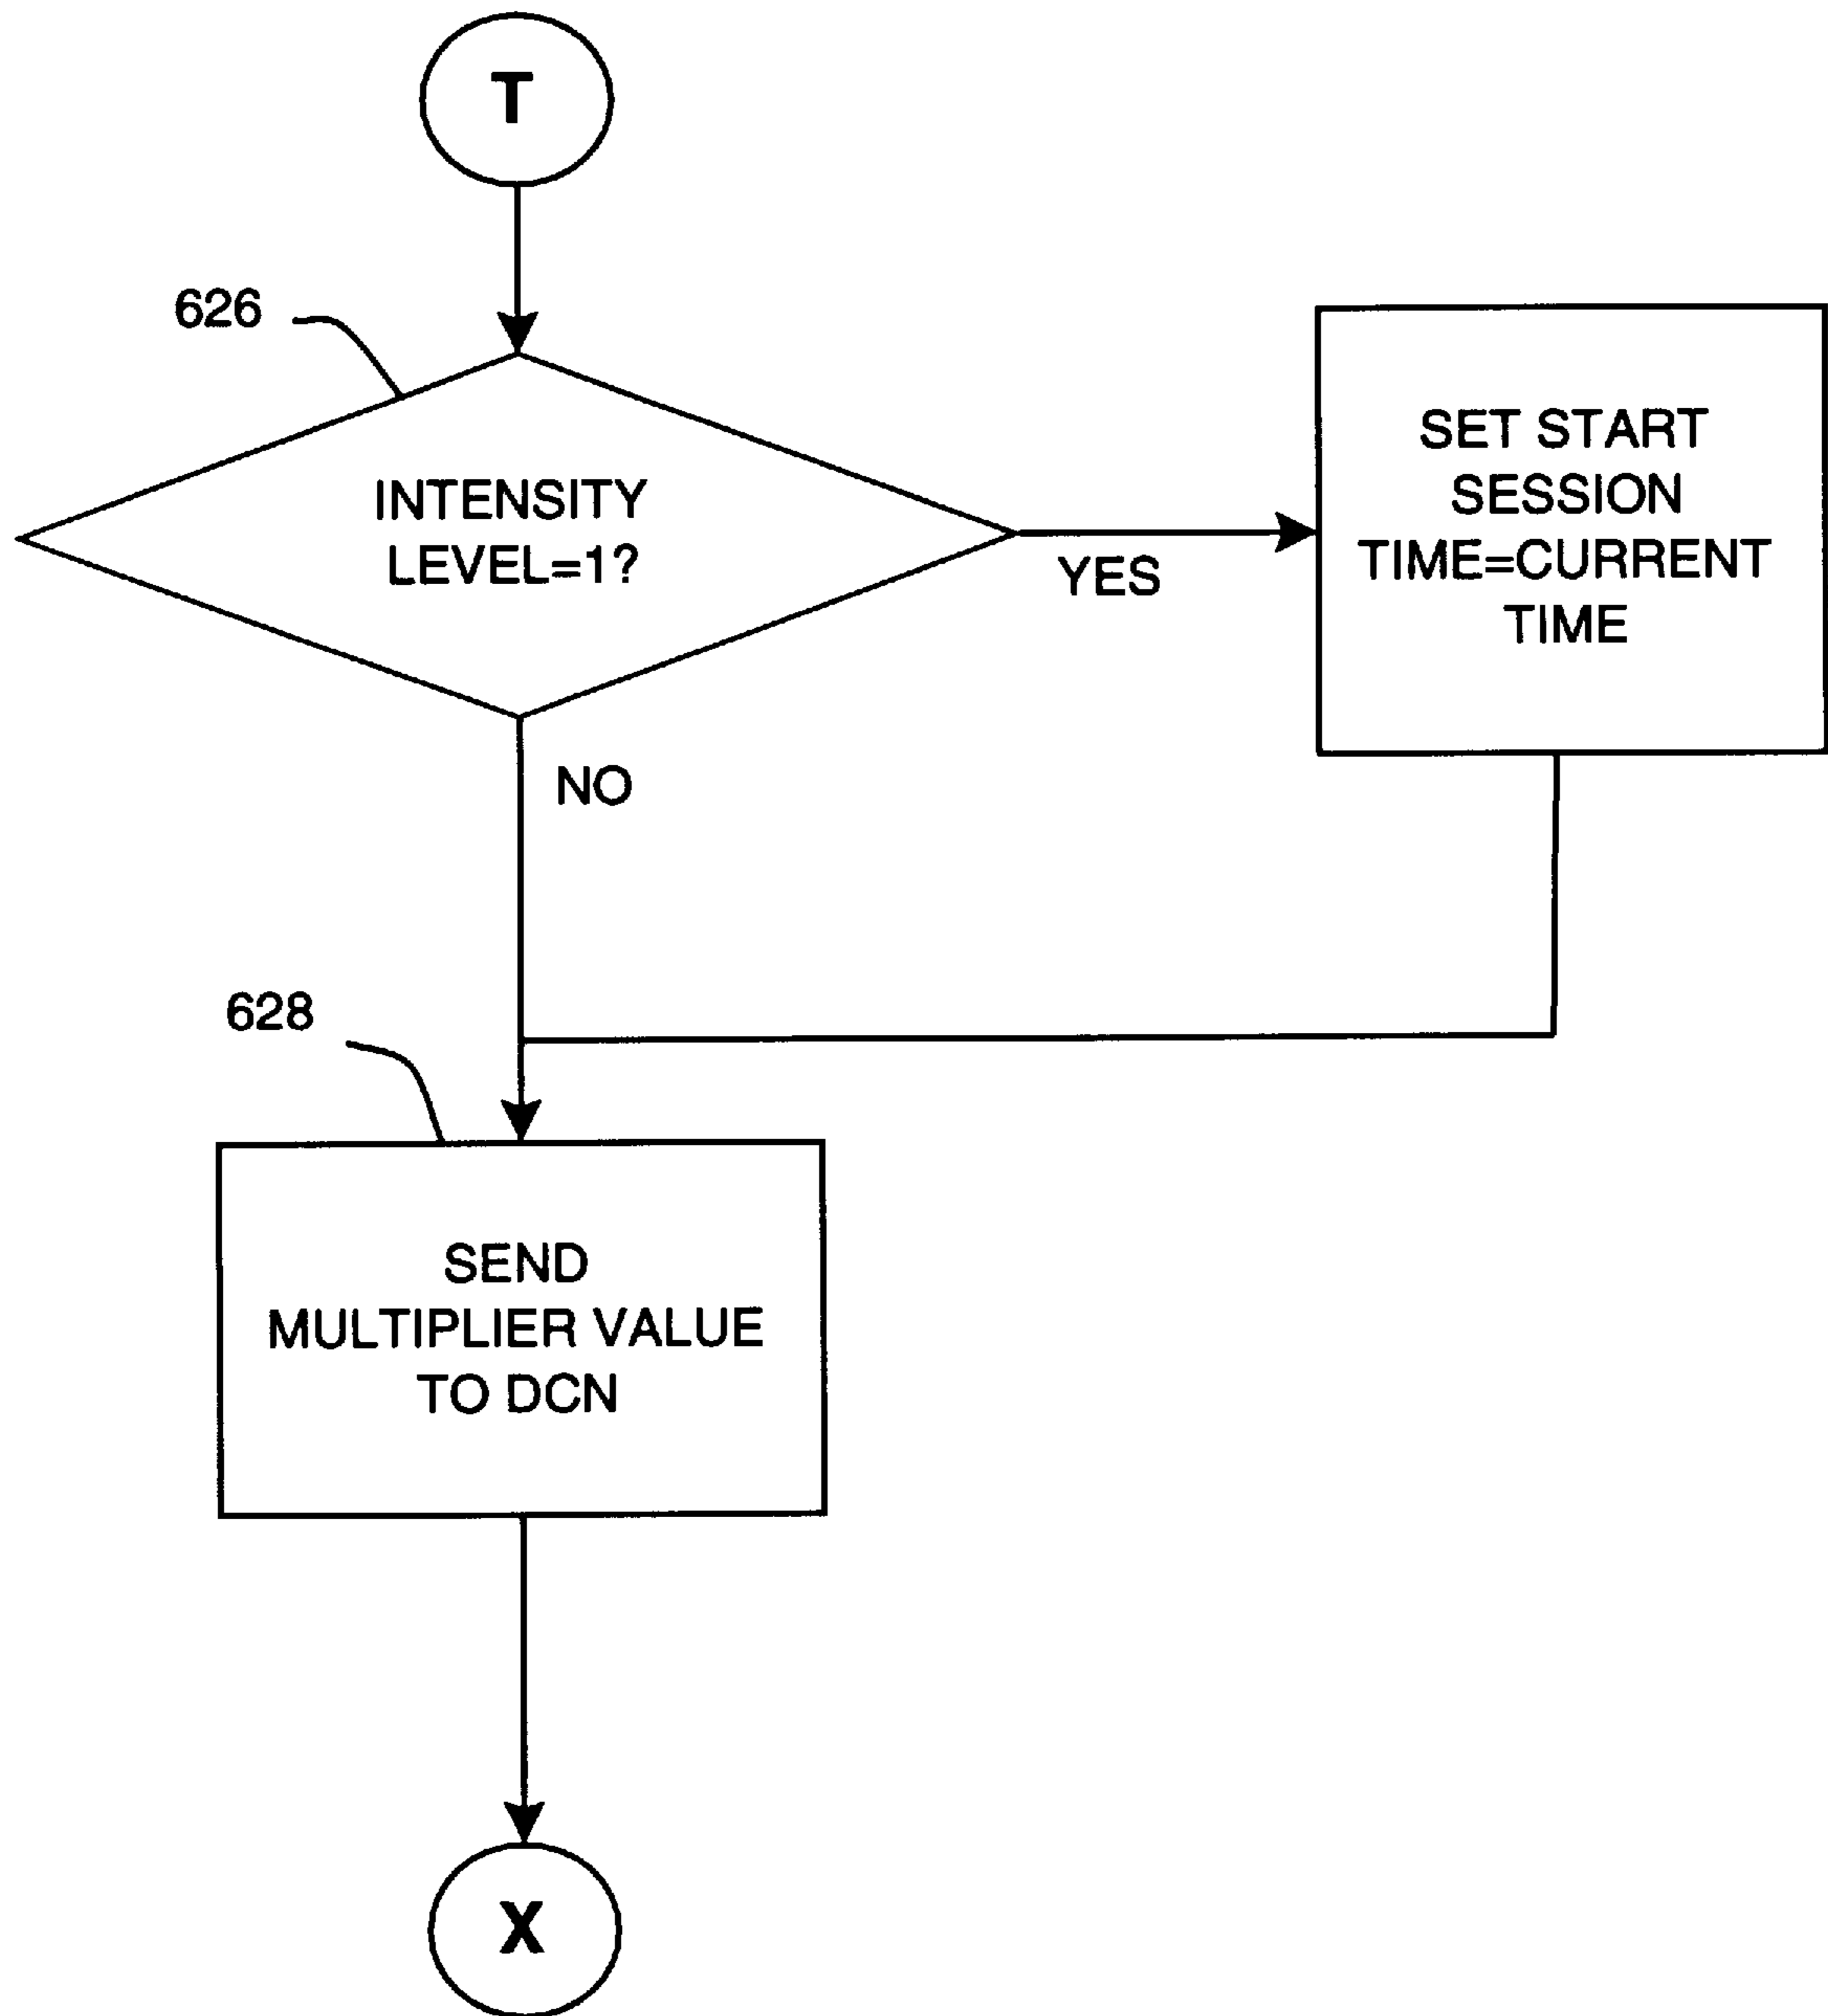 T
626
INTENSITY
LEVEL=1?
YES
SET START
SESSION
TIME=CURRENT
TIME
NO
628
SEND
MULTIPLIER VALUE
TO DCN
X